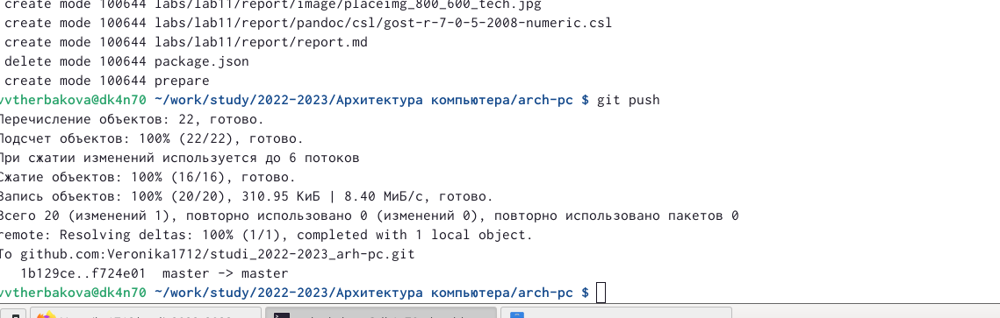 create mode 100644 labs/lab11/report/image/placeimg_800_600_tech.jpg
create mode 100644 labs/lab11/report/pandoc/csl/gost-r-7-0-5-2008-numeric.csl
create mode 100644 labs/lab11/report/report.md
delete mode 100644 package.json
create mode 100644 prepare
vvtherbakova@dk4n70 ~/work/study/2022-2023/Архитектура компьютера/arch-pc $ git push
Перечисление объектов: 22, готово.
Подсчет объектов: 100% (22/22), готово.
При сжатии изменений используется до 6 потоков
Сжатие объектов: 100% (16/16), готово.
Запись объектов: 100% (20/20), 310.95 КиБ | 8.40 МиБ/с, готово.
Всего 20 (изменений 1), повторно использовано 0 (изменений 0), повторно использовано пакетов 0
remote: Resolving deltas: 100% (1/1), completed with 1 local object.
To github.com:Veronika1712/studi_2022-2023_arh-pc.git
1b129ce..f724e01 master -> master
vvtherbakova@dk4n70 ~/work/study/2022-2023/Архитектура компьютера/arch-pc $